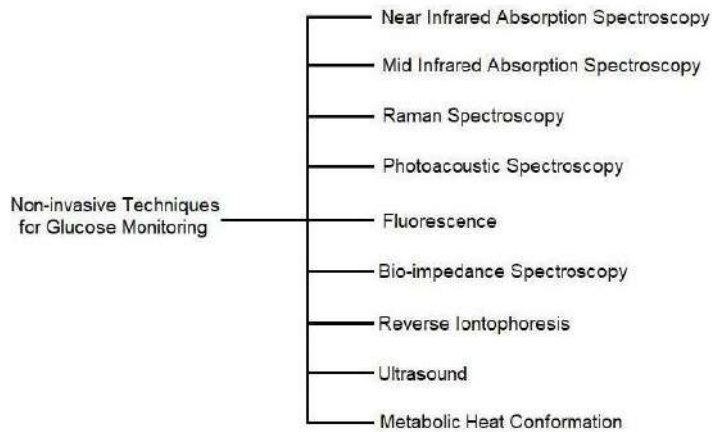 Near Infrared Absorption Spectroscopy
Mid Infrared Absorption Spectroscopy
Raman Spectroscopy
Photoacoustic Spectroscopy
Non-invasive Techniques
for Glucose Monitoring
Fluorescence
Bio-impedance Spectroscopy
Reverse Iontophoresis
Ultrasound
Metabolic Heat Conformation